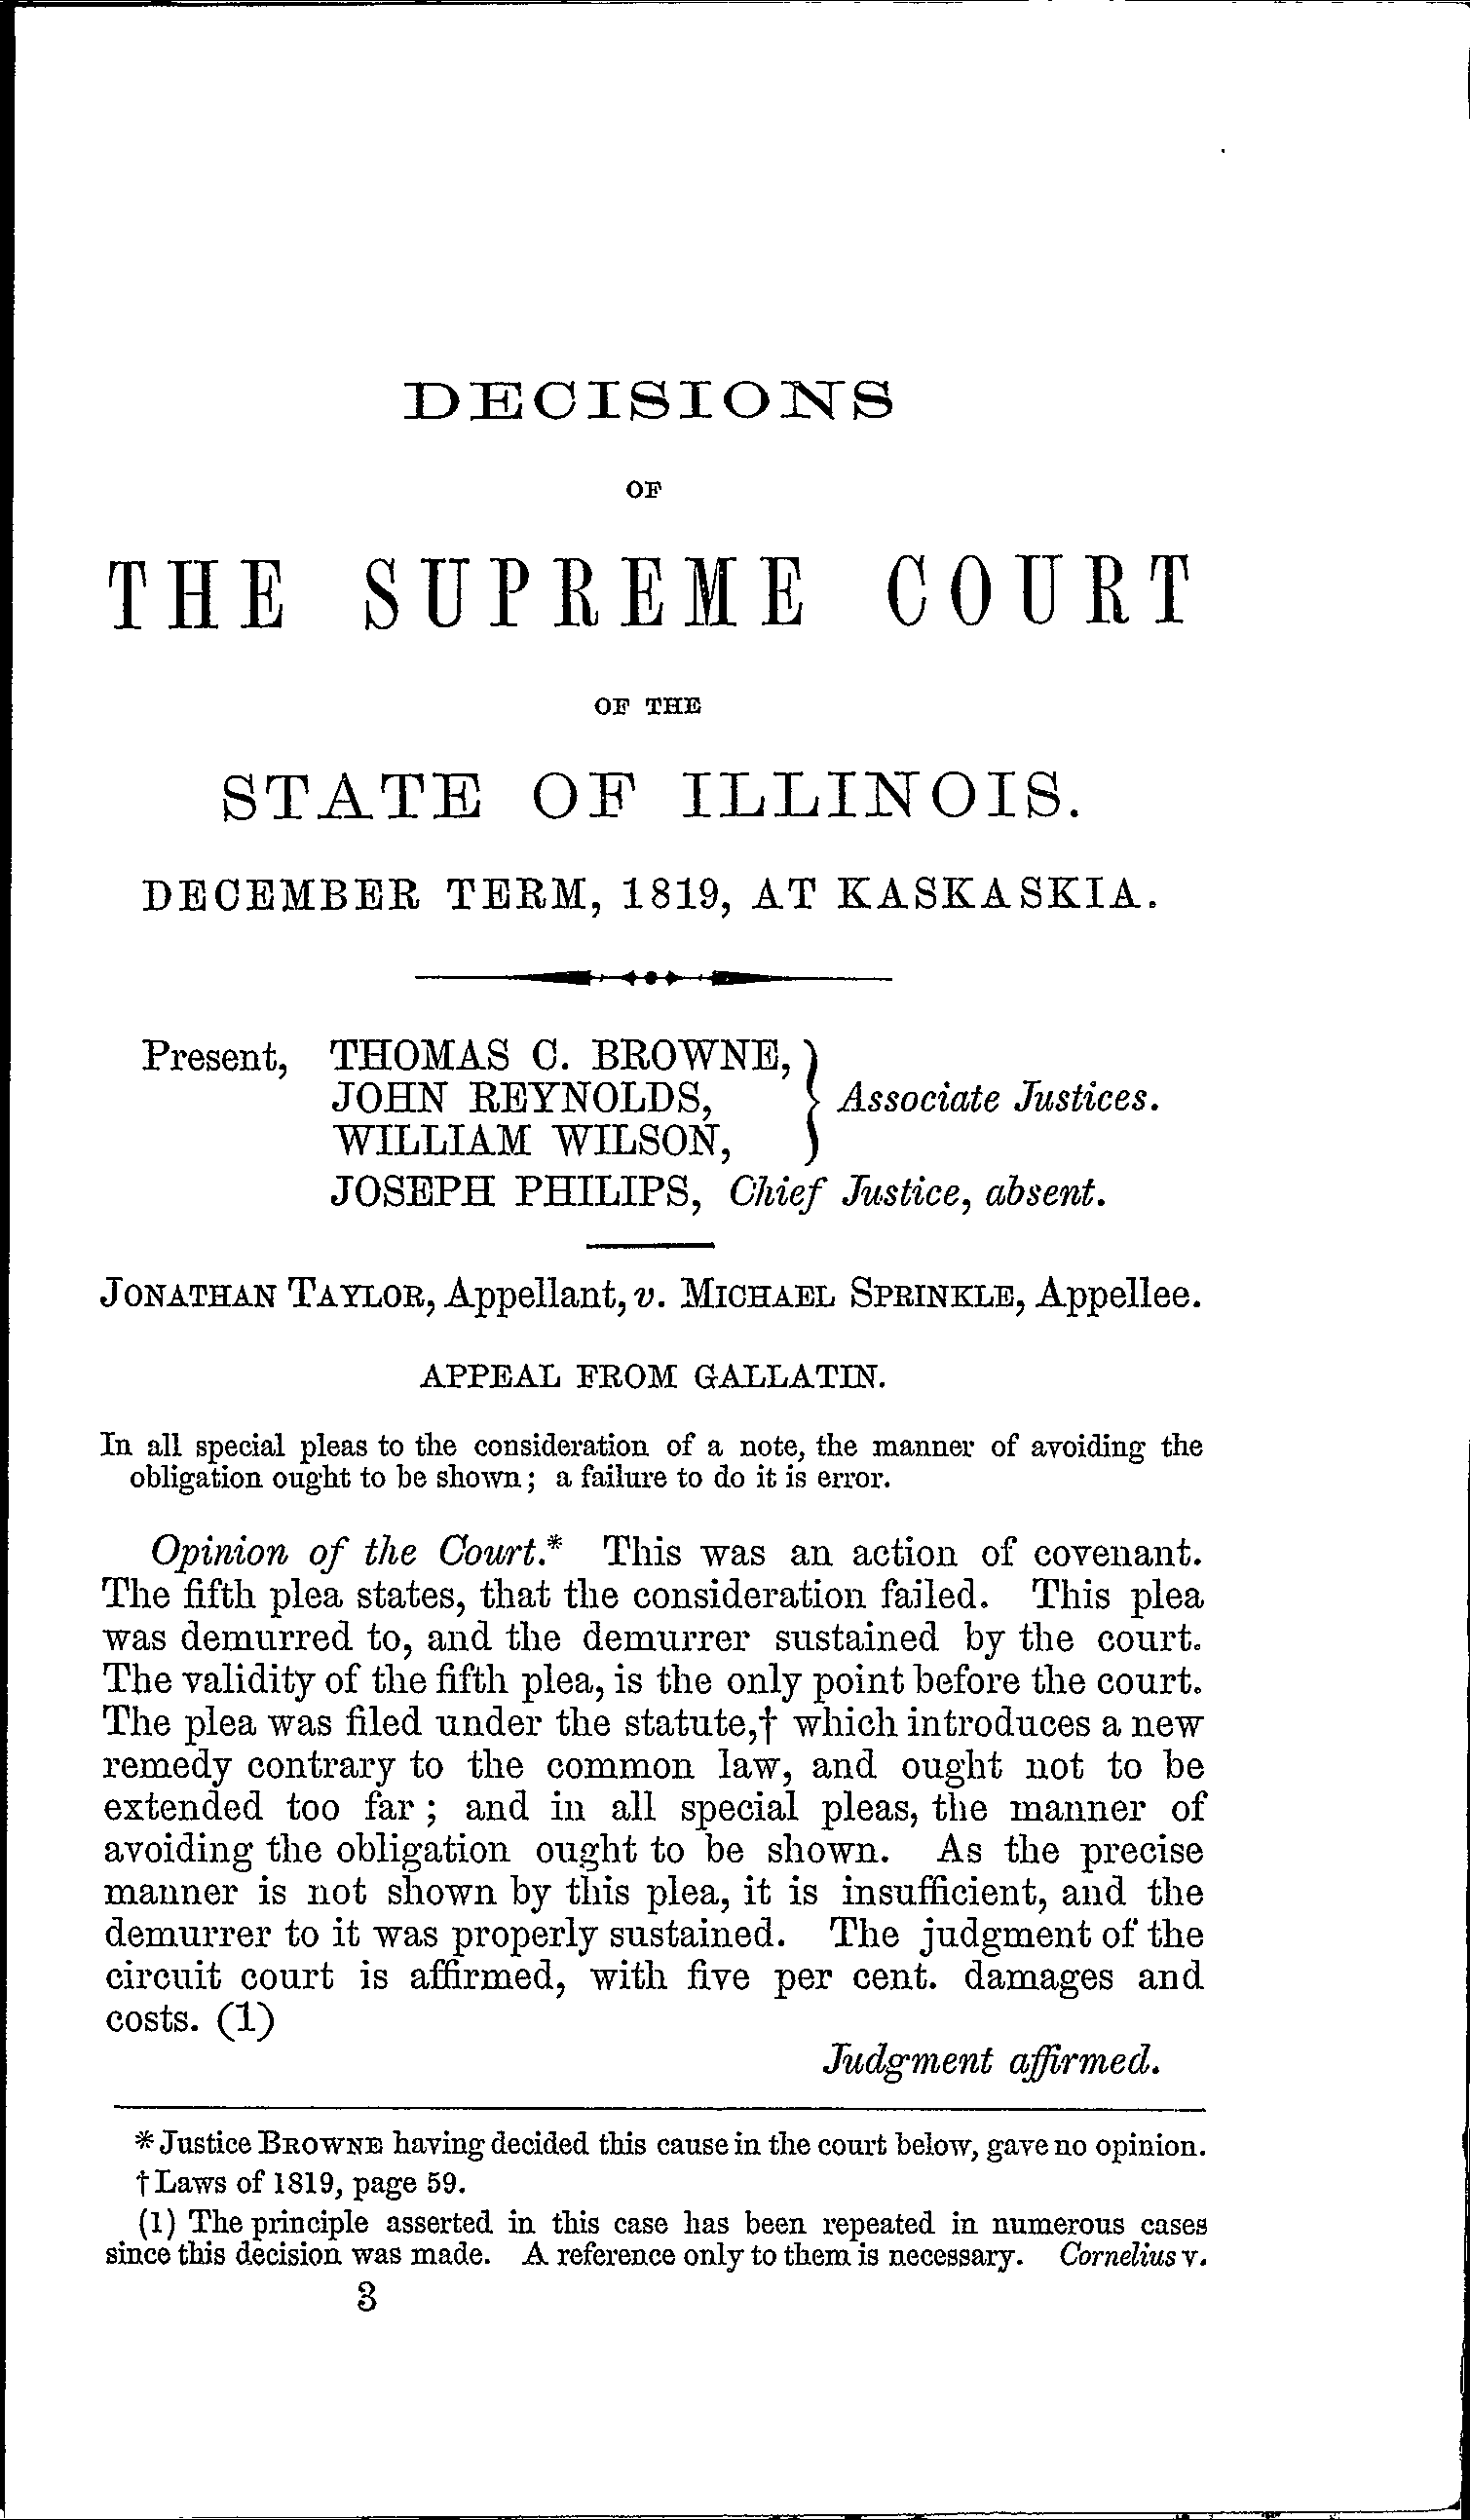 DECISIONS
OF
THE SUPREME COURT
OF THE
STATE OF ILLINOIS.
DECEMBER TERM, 1819, AT KASKASKIA.
Present, THOMAS C. BROWNE,
JOHN REYNOLDS, } Associate Justices.
WILLIAM WILSON,
JOSEPH PHILIPS, Chief Justice, absent.
JONATHAN TAYLOR, Appellant, v. MICHAEL SPRINKLE, Appellee.
APPEAL FROM GALLATIN.
In all special pleas to the consideration of a note, the manner of avoiding the
obligation ought to be shown; a failure to do it is error.
Opinion of the Court.* This was an action of covenant.
The fifth plea states, that the consideration failed. This plea
was demurred to, and the demurrer sustained by the court.
The validity of the fifth plea, is the only point before the court.
The plea was filed under the statute,† which introduces a new
remedy contrary to the common law, and ought not to be
extended too far; and in all special pleas, the manner of
avoiding the obligation ought to be shown. As the precise
manner is not shown by this plea, it is insufficient, and the
demurrer to it was properly sustained. The judgment of the
circuit court is affirmed, with five per cent. damages and
costs. (1)
Judgment affirmed.
* Justice BROWNE having decided this cause in the court below, gave no opinion.
† Laws of 1819, page 59.
(1) The principle asserted in this case has been repeated in numerous cases
since this decision was made. A reference only to them is necessary. Cornelius v.
3